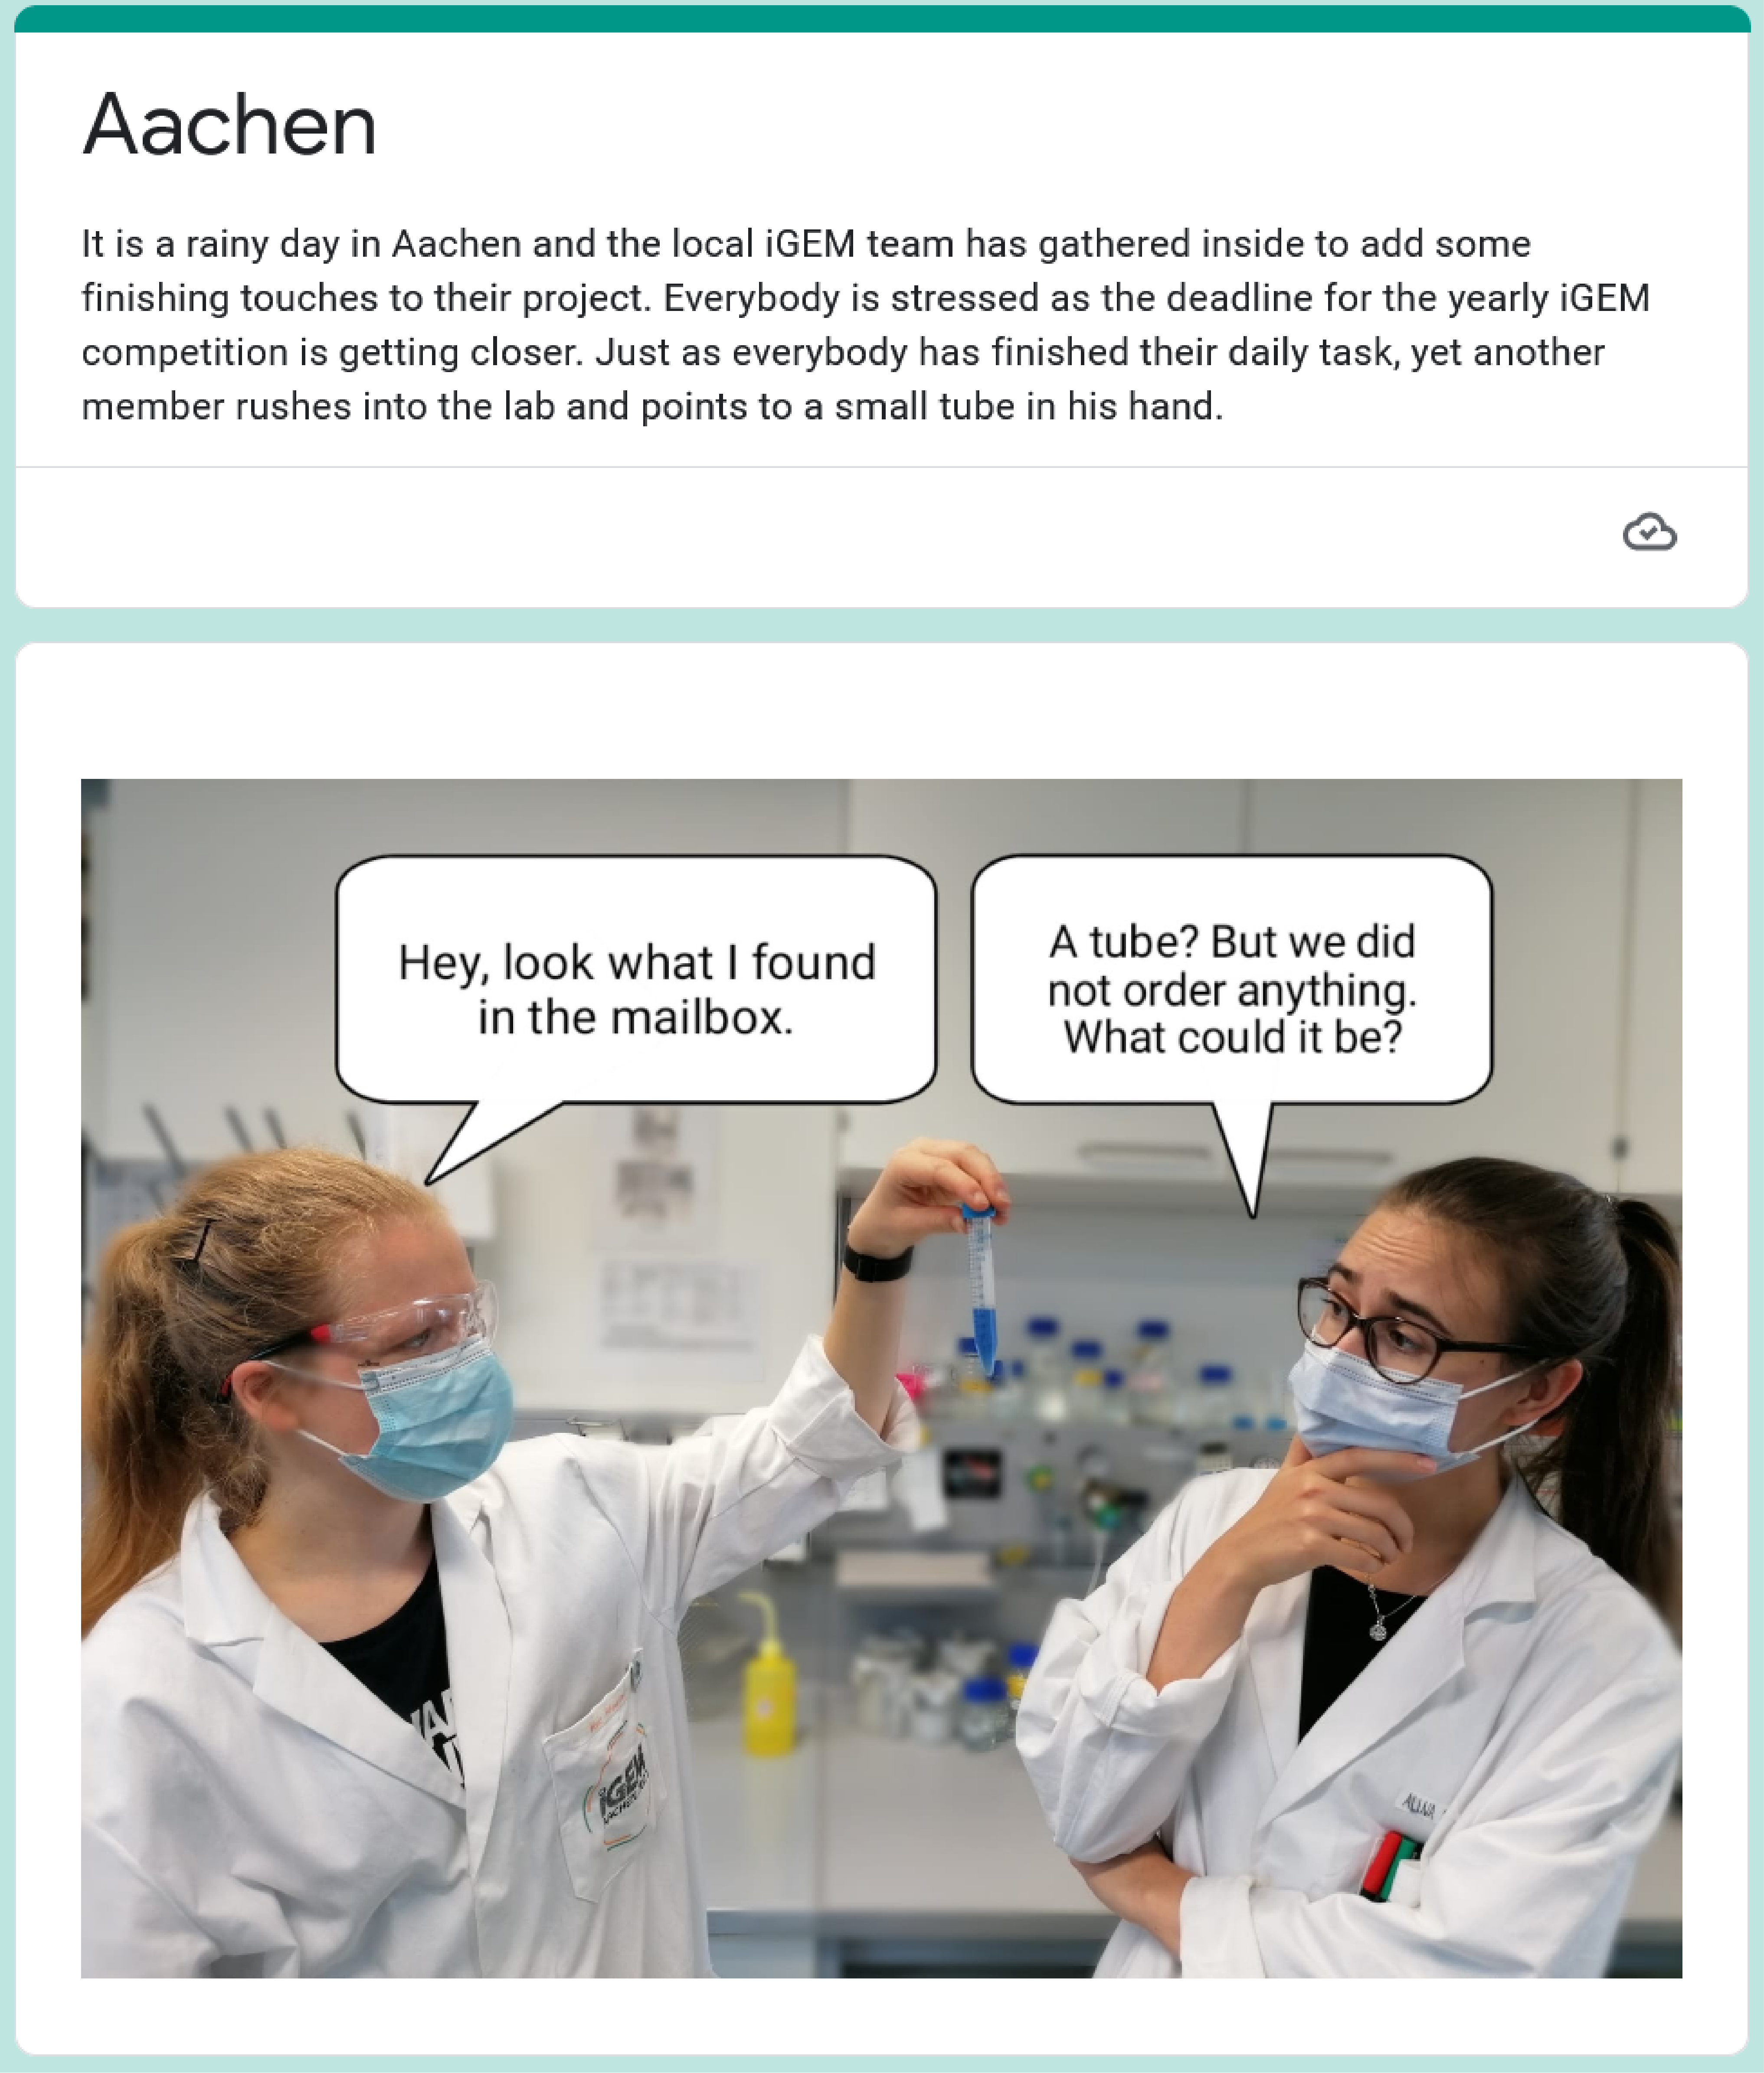 Aachen
It is a rainy day in Aachen and the local iGEM team has gathered inside to add some
finishing touches to their project. Everybody is stressed as the deadline for the yearly iGEM
competition is getting closer. Just as everybody has finished their daily task, yet another
member rushes into the lab and points to a small tube in his hand.
Hey, look what I found
in the mailbox.
A tube? But we did
not order anything.
What could it be?
iGEM